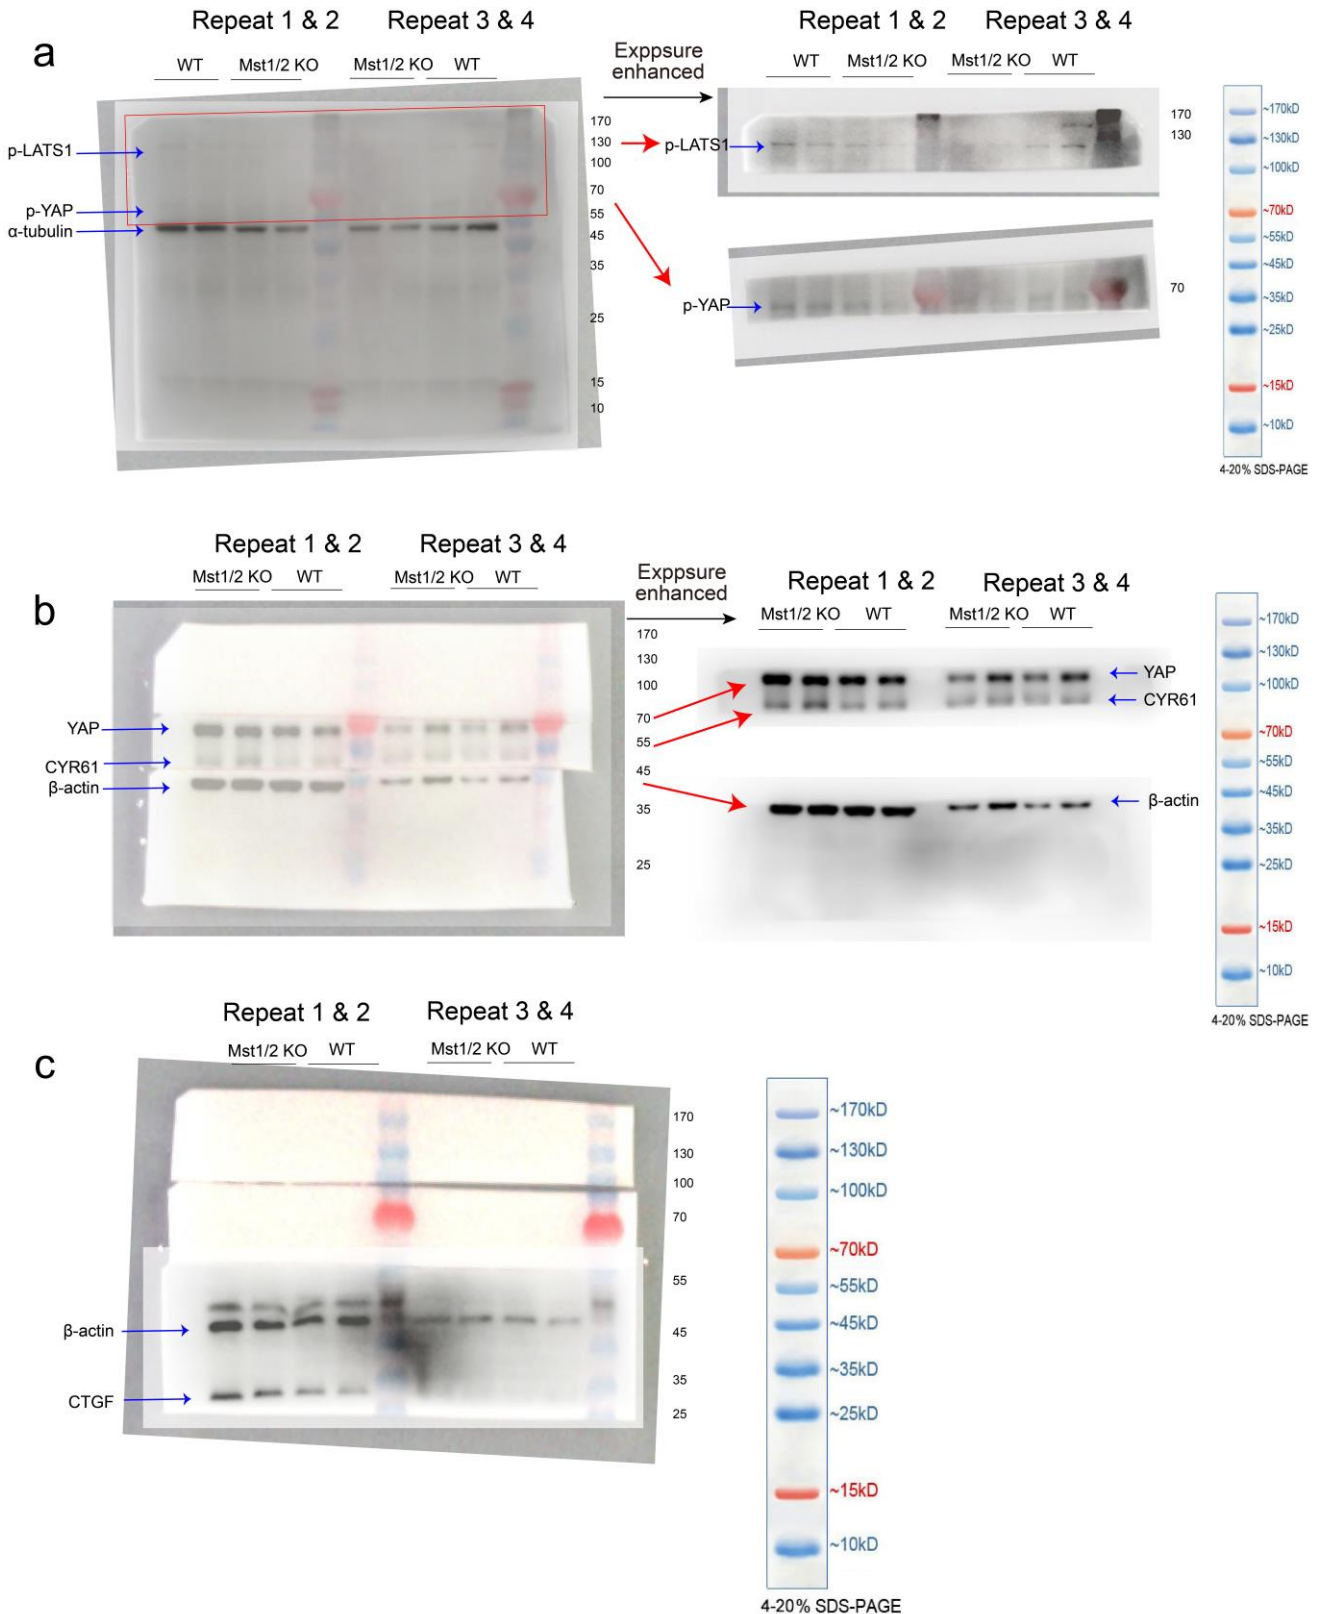 a
Repeat 1 & 2
Repeat 3 & 4
WT
Mst1/2 KO
Mst1/2 KO
WT
p-LATS1
p-YAP
α-tubulin
170
130
100
70
55
45
35
25
15
10
Exppsure
enhanced
Repeat 1 & 2
Repeat 3 & 4
WT
Mst1/2 KO
Mst1/2 KO
WT
p-LATS1
170
130
p-YAP
70
~170kD
~130kD
~100kD
~70kD
~55kD
~45kD
~35kD
~25kD
~15kD
~10kD
4-20% SDS-PAGE
b
Repeat 1 & 2
Repeat 3 & 4
Mst1/2 KO
WT
Mst1/2 KO
WT
YAP
CYR61
β-actin
170
130
100
70
55
45
35
25
Exppsure
enhanced
Repeat 1 & 2
Repeat 3 & 4
Mst1/2 KO
WT
Mst1/2 KO
WT
YAP
CYR61
β-actin
~170kD
~130kD
~100kD
~70kD
~55kD
~45kD
~35kD
~25kD
~15kD
~10kD
4-20% SDS-PAGE
c
Repeat 1 & 2
Repeat 3 & 4
Mst1/2 KO
WT
Mst1/2 KO
WT
β-actin
CTGF
170
130
100
70
55
45
35
25
~170kD
~130kD
~100kD
~70kD
~55kD
~45kD
~35kD
~25kD
~15kD
~10kD
4-20% SDS-PAGE